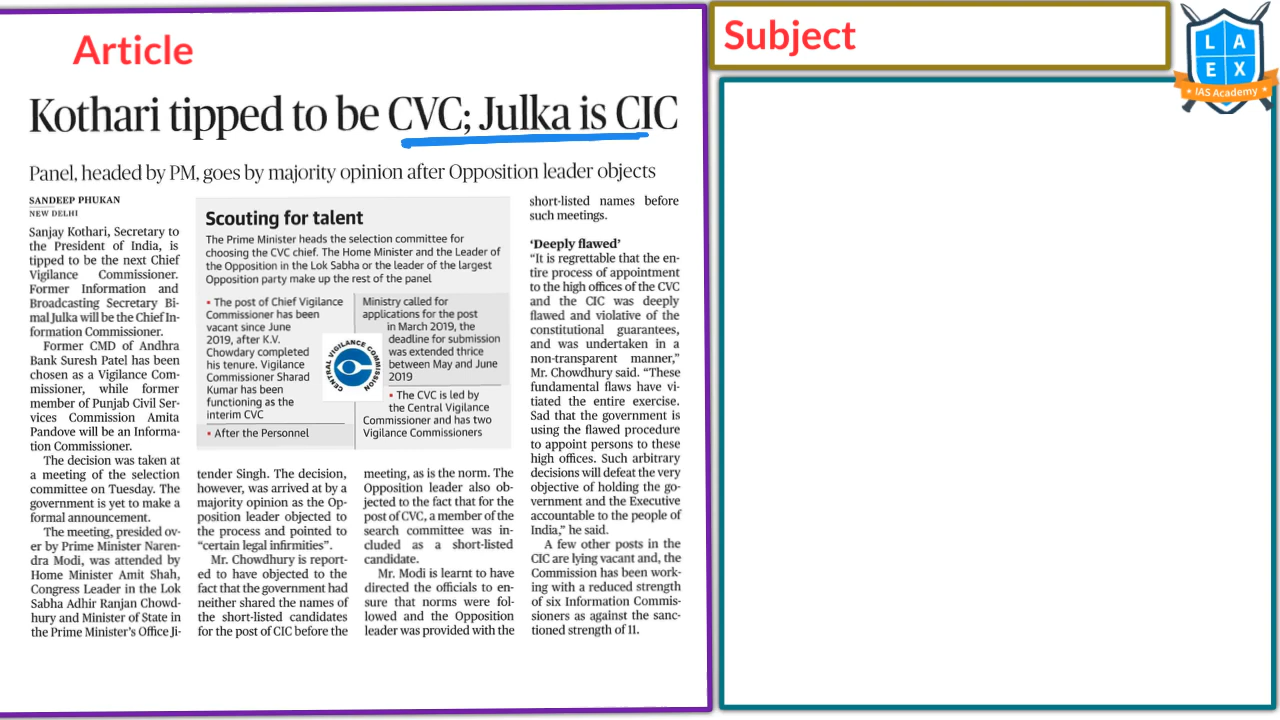 Article
Kothari tipped to be CVC; Julka is CIC
Panel, headed by PM, goes by majority opinion after Opposition leader objects
SANDEEP PHUKAN
NEW DELHI
Sanjay Kothari, Secretary to
the President of India, is
tipped to be the next Chief
Vigilance Commissioner.
Former Information and
Broadcasting Secretary Bi-
mal Julka will be the Chief In-
formation Commissioner.
Former CMD of Andhra
Bank Suresh Patel has been
chosen as a Vigilance Com-
missioner, while former
member of Punjab Civil Ser-
vices Commission Amita
Pandove will be an Informa-
tion Commissioner.
The decision was taken at
a meeting of the selection
committee on Tuesday. The
government is yet to make a
formal announcement.
The meeting, presided ov-
er by Prime Minister Naren-
dra Modi, was attended by
Home Minister Amit Shah,
Congress Leader in the Lok
Sabha Adhir Ranjan Chowd-
hury and Minister of State in
the Prime Minister's Office Ji-
Scouting for talent
The Prime Minister heads the selection committee for
choosing the CVC chief. The Home Minister and the Leader of
the Opposition in the Lok Sabha or the leader of the largest
Opposition party make up the rest of the panel
• The post of Chief Vigilance
Commissioner has been
vacant since June
2019, after K.V.
Chowdary completed
his tenure. Vigilance
Commissioner Sharad
Kumar has been
functioning as the
interim CVC
• After the Personnel
CENTRAL VIGILANCE COMMISSION
Ministry called for
applications for the post
in March 2019, the
deadline for submission
was extended thrice
between May and June
2019
• The CVC is led by
the Central Vigilance
Commissioner and has two
Vigilance Commissioners
tender Singh. The decision,
however, was arrived at by a
majority opinion as the Op-
position leader objected to
the process and pointed to
“certain legal infirmities”.
Mr. Chowdhury is report-
ed to have objected to the
fact that the government had
neither shared the names of
the short-listed candidates
for the post of CIC before the
meeting, as is the norm. The
Opposition leader also ob-
jected to the fact that for the
post of CVC, a member of the
search committee was in-
cluded as a short-listed
candidate.
Mr. Modi is learnt to have
directed the officials to en-
sure that norms were fol-
lowed and the Opposition
leader was provided with the
short-listed names before
such meetings.
‘Deeply flawed’
“It is regrettable that the en-
tire process of appointment
to the high offices of the CVC
and the CIC was deeply
flawed and violative of the
constitutional guarantees,
and was undertaken in a
non-transparent manner,”
Mr. Chowdhury said. “These
fundamental flaws have vi-
tiated the entire exercise.
Sad that the government is
using the flawed procedure
to appoint persons to these
high offices. Such arbitrary
decisions will defeat the very
objective of holding the go-
vernment and the Executive
accountable to the people of
India,” he said.
A few other posts in the
CIC are lying vacant and, the
Commission has been work-
ing with a reduced strength
of six Information Commis-
sioners as against the sanc-
tioned strength of 11.
Subject
L A
E X
IAS Academy